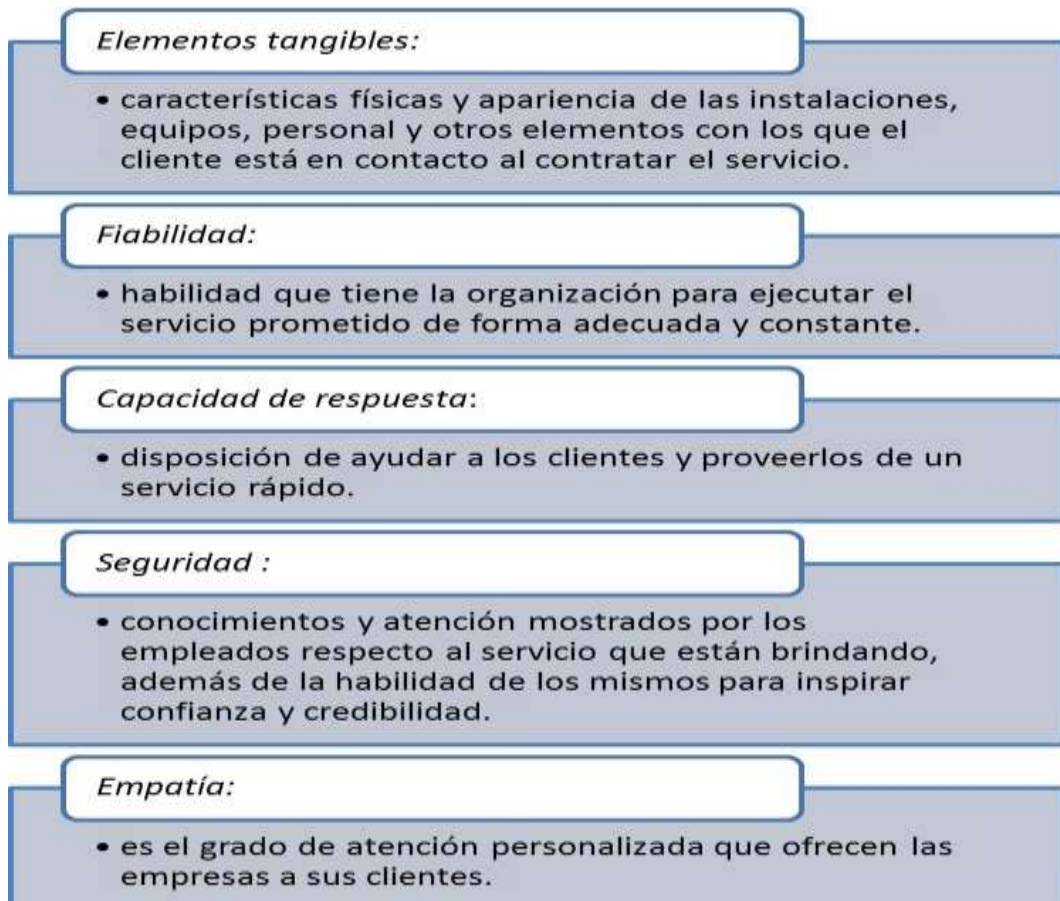 Elementos tangibles:
• características físicas y apariencia de las instalaciones,
equipos, personal y otros elementos con los que el
cliente está en contacto al contratar el servicio.
Fiabilidad:
• habilidad que tiene la organización para ejecutar el
servicio prometido de forma adecuada y constante.
Capacidad de respuesta:
• disposición de ayudar a los clientes y proveerlos de un
servicio rápido.
Seguridad :
• conocimientos y atención mostrados por los
empleados respecto al servicio que están brindando,
además de la habilidad de los mismos para inspirar
confianza y credibilidad.
Empatía:
• es el grado de atención personalizada que ofrecen las
empresas a sus clientes.